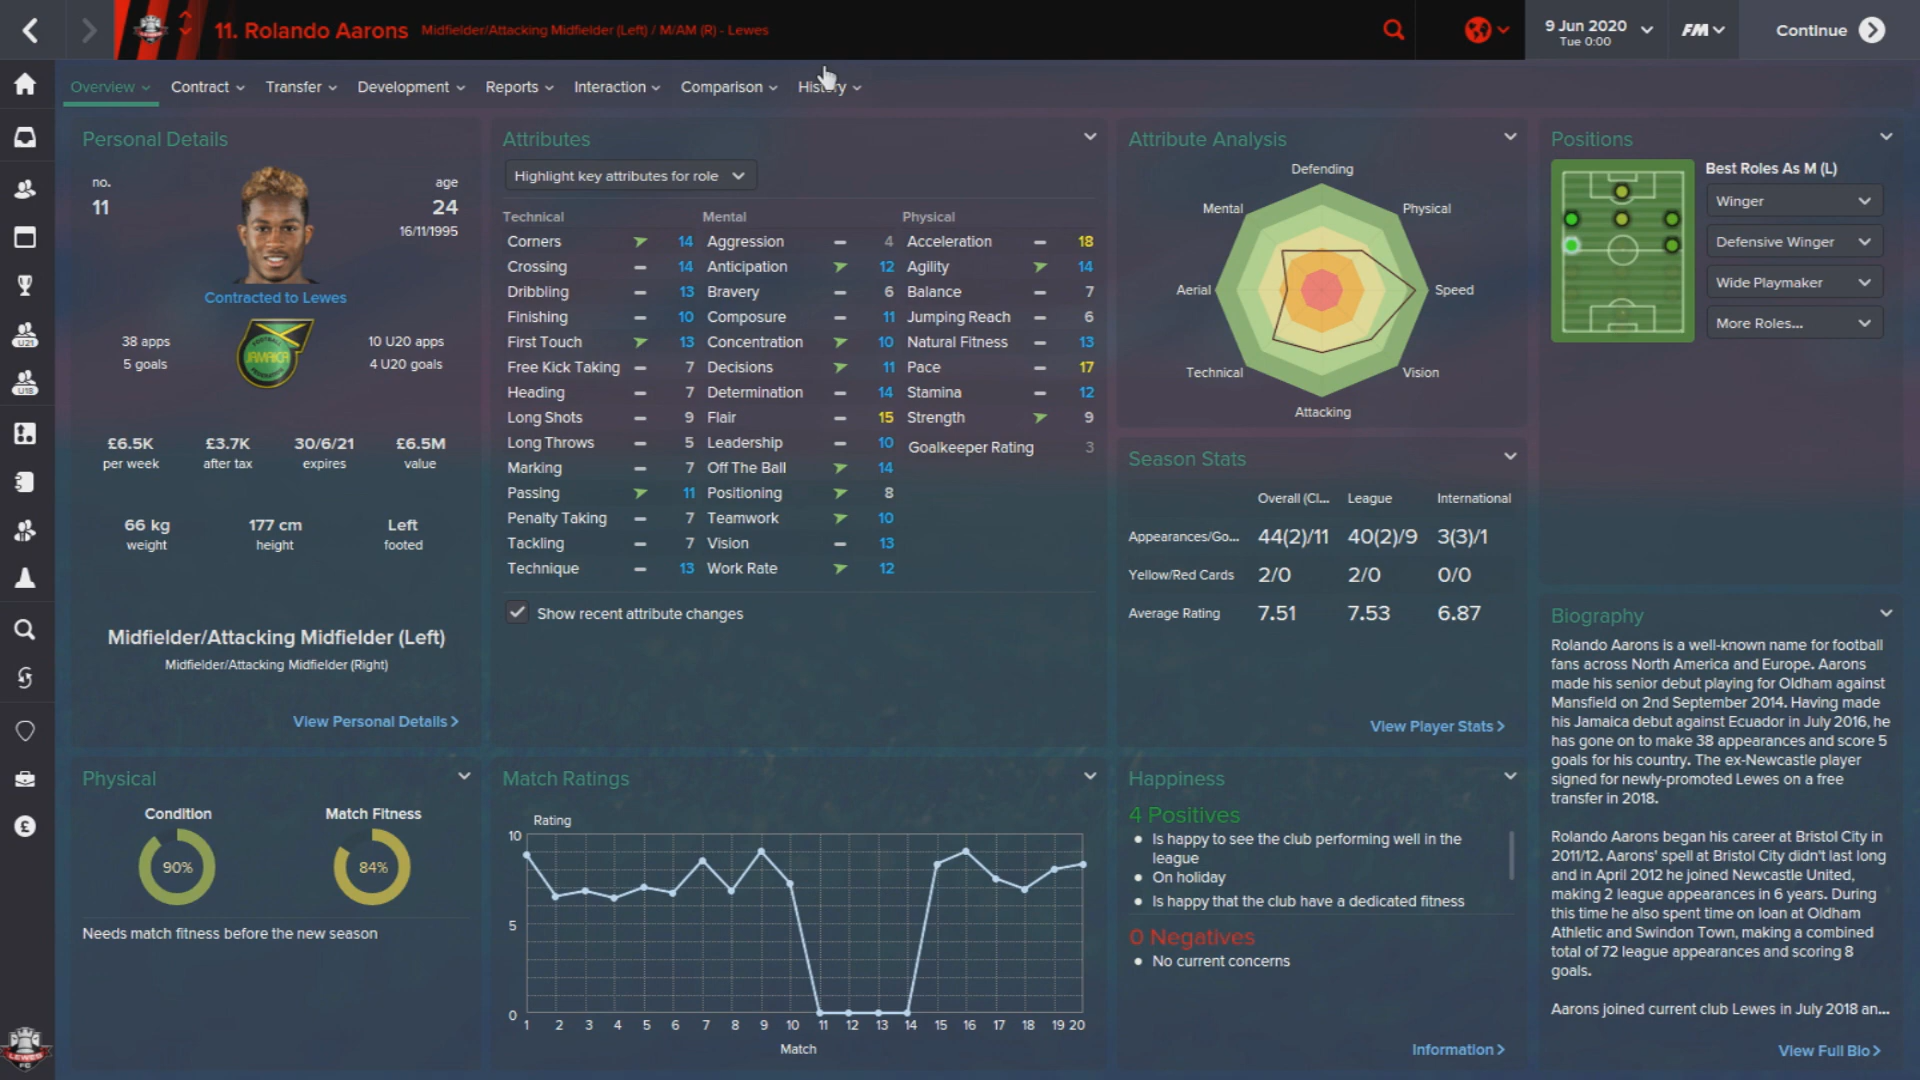 11. Rolando Aarons Midfielder/Attacking Midfielder (Left) / M/AM (R) - Lewes
9 Jun 2020
Tue 0:00
FM
Continue
Overview Contract Transfer Development Reports Interaction Comparison History
Personal Details
no.
11
age
24
16/11/1995
Contracted to Lewes
38 apps
5 goals
JAMAICA
10 U20 apps
4 U20 goals
£6.5K £3.7K 30/6/21 £6.5M
per week after tax expires value
66 kg 177 cm Left
weight height footed
Midfielder/Attacking Midfielder (Left)
Midfielder/Attacking Midfielder (Right)
View Personal Details >
U21
U18
Attributes
Highlight key attributes for role
Technical Mental Physical
Corners 14 Aggression 4 Acceleration 18
Crossing 14 Anticipation 12 Agility 14
Dribbling 13 Bravery 6 Balance 7
Finishing 10 Composure 11 Jumping Reach 6
First Touch 13 Concentration 10 Natural Fitness 13
Free Kick Taking 7 Decisions 11 Pace 17
Heading 7 Determination 14 Stamina 12
Long Shots 9 Flair 15 Strength 9
Long Throws 5 Leadership 10 Goalkeeper Rating 3
Marking 7 Off The Ball 14
Passing 11 Positioning 8
Penalty Taking 7 Teamwork 10
Tackling 7 Vision 13
Technique 13 Work Rate 12
Show recent attribute changes
Attribute Analysis
Defending
Mental Physical
Aerial Speed
Technical Vision
Attacking
Season Stats
Overall (Cl... League International
Appearances/Go... 44(2)/11 40(2)/9 3(3)/1
Yellow/Red Cards 2/0 2/0 0/0
Average Rating 7.51 7.53 6.87
View Player Stats >
Positions
Best Roles As M (L)
Winger
Defensive Winger
Wide Playmaker
More Roles...
Biography
Rolando Aarons is a well-known name for football
fans across North America and Europe. Aarons
made his senior debut playing for Oldham against
Mansfield on 2nd September 2014. Having made
his Jamaica debut against Ecuador in July 2016, he
has gone on to make 38 appearances and score 5
goals for his country. The ex-Newcastle player
signed for newly-promoted Lewes on a free
transfer in 2018.
Rolando Aarons began his career at Bristol City in
2011/12. Aarons' spell at Bristol City didn't last long
and in April 2012 he joined Newcastle United,
making 2 league appearances in 6 years. During
this time he also spent time on loan at Oldham
Athletic and Swindon Town, making a combined
total of 72 league appearances and scoring 8
goals.
Aarons joined current club Lewes in July 2018 an...
View Full Bio >
Physical
Condition Match Fitness
90% 84%
Needs match fitness before the new season
Match Ratings
Rating
10
5
0
1 2 3 4 5 6 7 8 9 10 11 12 13 14 15 16 17 18 19 20
Match
Happiness
4 Positives
Is happy to see the club performing well in the
league
On holiday
Is happy that the club have a dedicated fitness
0 Negatives
No current concerns
Information >
LEWES
FC